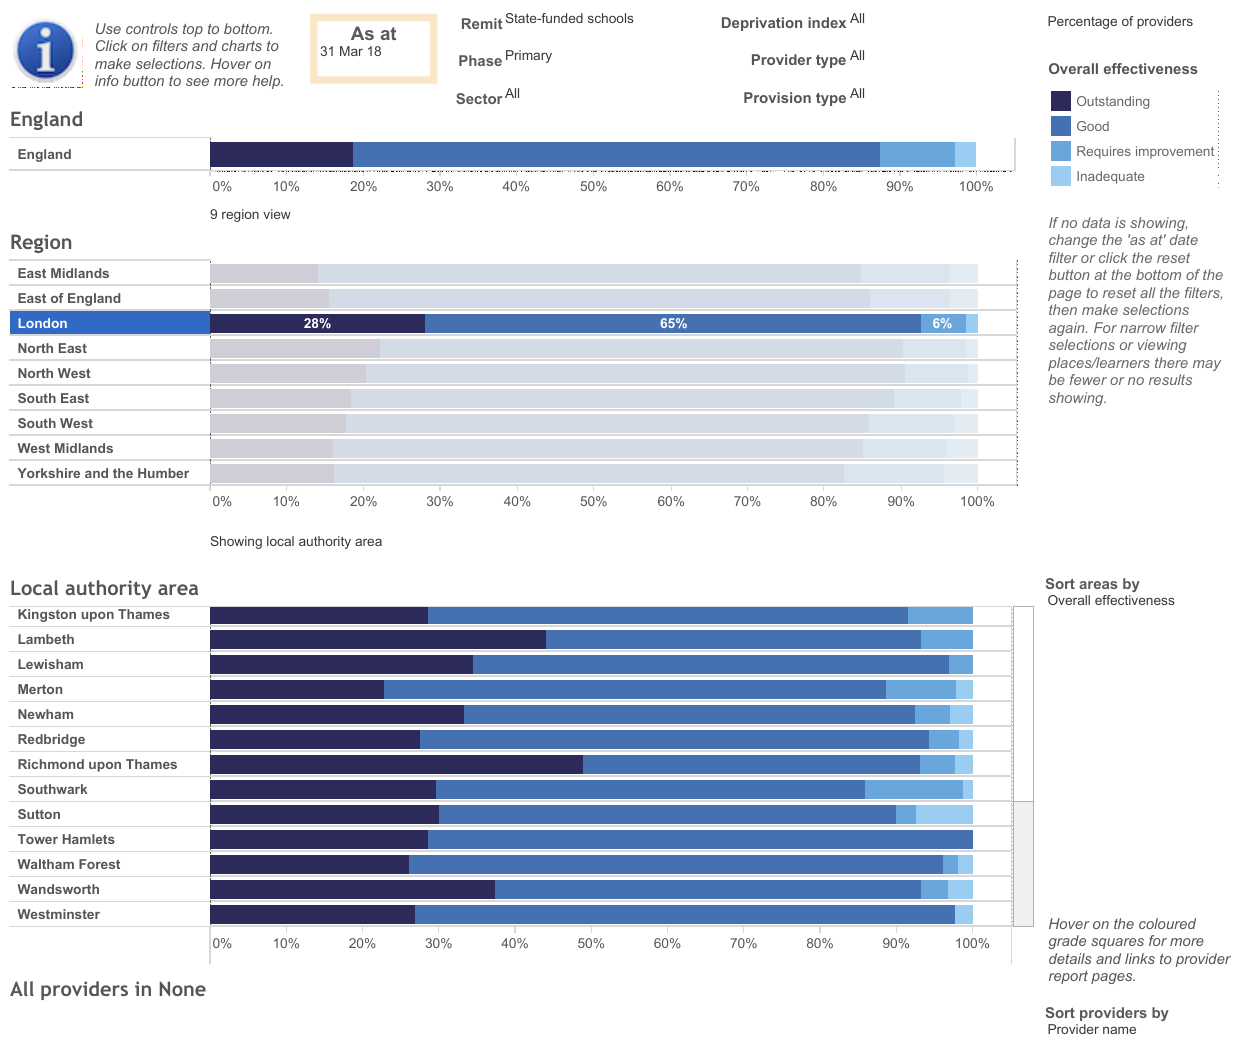 Use controls top to bottom.
Click on filters and charts to
make selections. Hover on
info button to see more help.
As at
31 Mar 18
Remit State-funded schools
Phase Primary
Sector All
Deprivation index All
Provider type All
Provision type All
Percentage of providers
Overall effectiveness
Outstanding
Good
Requires improvement
Inadequate
England
England
0% 10% 20% 30% 40% 50% 60% 70% 80% 90% 100%
9 region view
Region
East Midlands
East of England
London 28% 65% 6%
North East
North West
South East
South West
West Midlands
Yorkshire and the Humber
0% 10% 20% 30% 40% 50% 60% 70% 80% 90% 100%
If no data is showing,
change the 'as at' date
filter or click the reset
button at the bottom of the
page to reset all the filters,
then make selections
again. For narrow filter
selections or viewing
places/learners there may
be fewer or no results
showing.
Showing local authority area
Local authority area
Kingston upon Thames
Lambeth
Lewisham
Merton
Newham
Redbridge
Richmond upon Thames
Southwark
Sutton
Tower Hamlets
Waltham Forest
Wandsworth
Westminster
0% 10% 20% 30% 40% 50% 60% 70% 80% 90% 100%
Sort areas by
Overall effectiveness
Hover on the coloured
grade squares for more
details and links to provider
report pages.
All providers in None
Sort providers by
Provider name